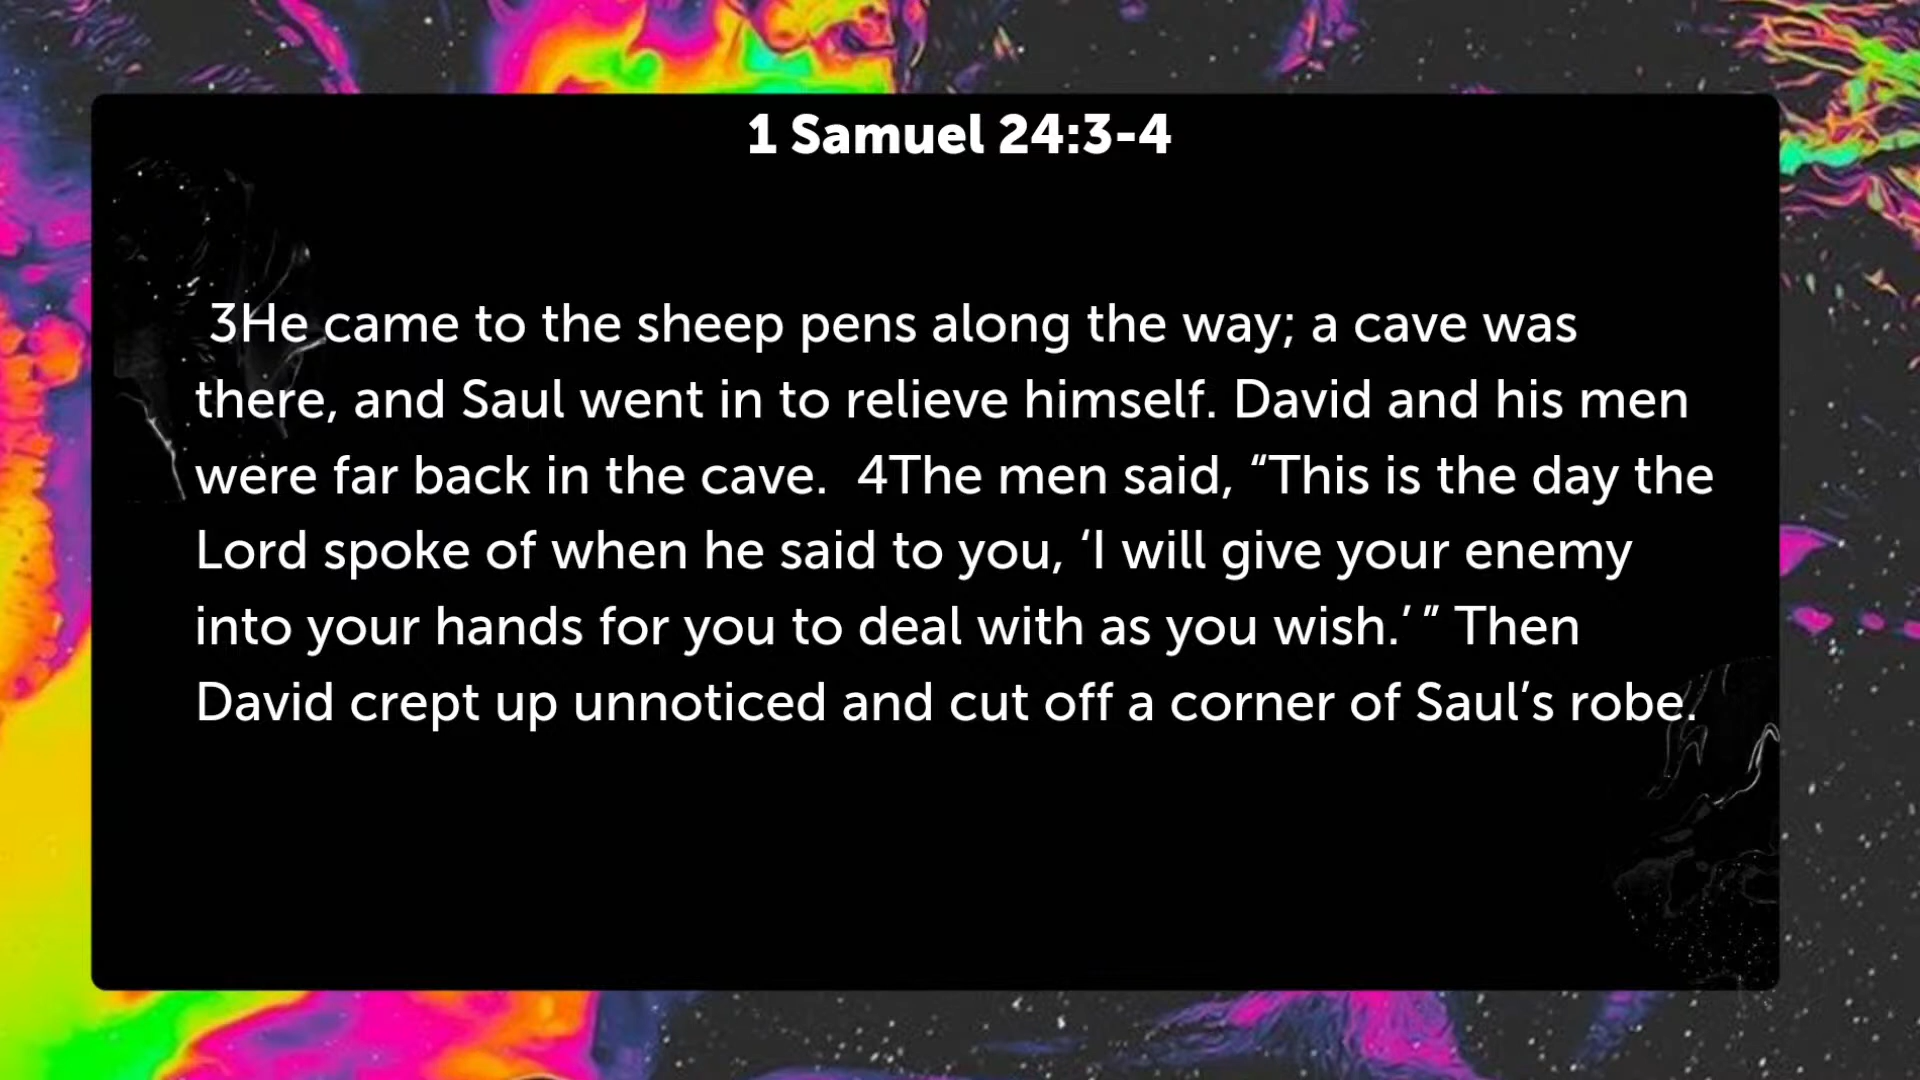 1 Samuel 24:3-4
3He came to the sheep pens along the way; a cave was
there, and Saul went in to relieve himself. David and his men
were far back in the cave.  4The men said, “This is the day the
Lord spoke of when he said to you, ‘I will give your enemy
into your hands for you to deal with as you wish.’ ” Then
David crept up unnoticed and cut off a corner of Saul’s robe.